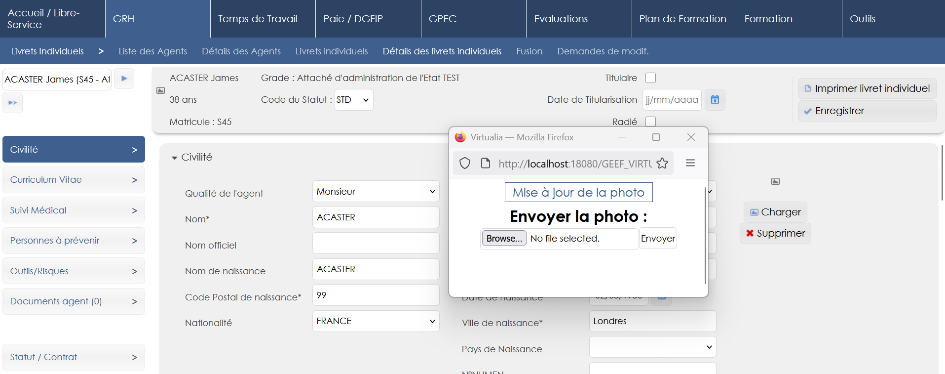 Accueil / Libre-Service
GRH
Temps de Travail
Paie / DGFIP
GPEC
Evaluations
Plan de Formation
Formation
Outils
Livrets Individuels > Liste des Agents Détails des Agents Livrets Individuels Détails des livrets individuels Fusion Demandes de modif.
ACASTER James (S45 - A
ACASTER James
Grade : Attaché d'administration de l'Etat TEST
Titulaire
38 ans
Code du Statut : STD
Date de Titularisation jj/mm/aaaa
Matricule : S45
Radié
Imprimer livret individuel
Enregistrer
Civilité >
Curriculum Vitae >
Suivi Médical >
Personnes à prévenir >
Outils/Risques >
Documents agent (0) >
Statut / Contrat >
Civilité
Qualité de l'agent Monsieur
Nom* ACASTER
Nom officiel
Nom de naissance ACASTER
Code Postal de naissance* 99
Nationalité FRANCE
Virtualia — Mozilla Firefox
http://localhost:18080/GEEF_VIRTU
Mise à jour de la photo
Envoyer la photo :
Browse... No file selected. Envoyer
Date de naissance
Ville de naissance* Londres
Pays de Naissance
Charger
Supprimer